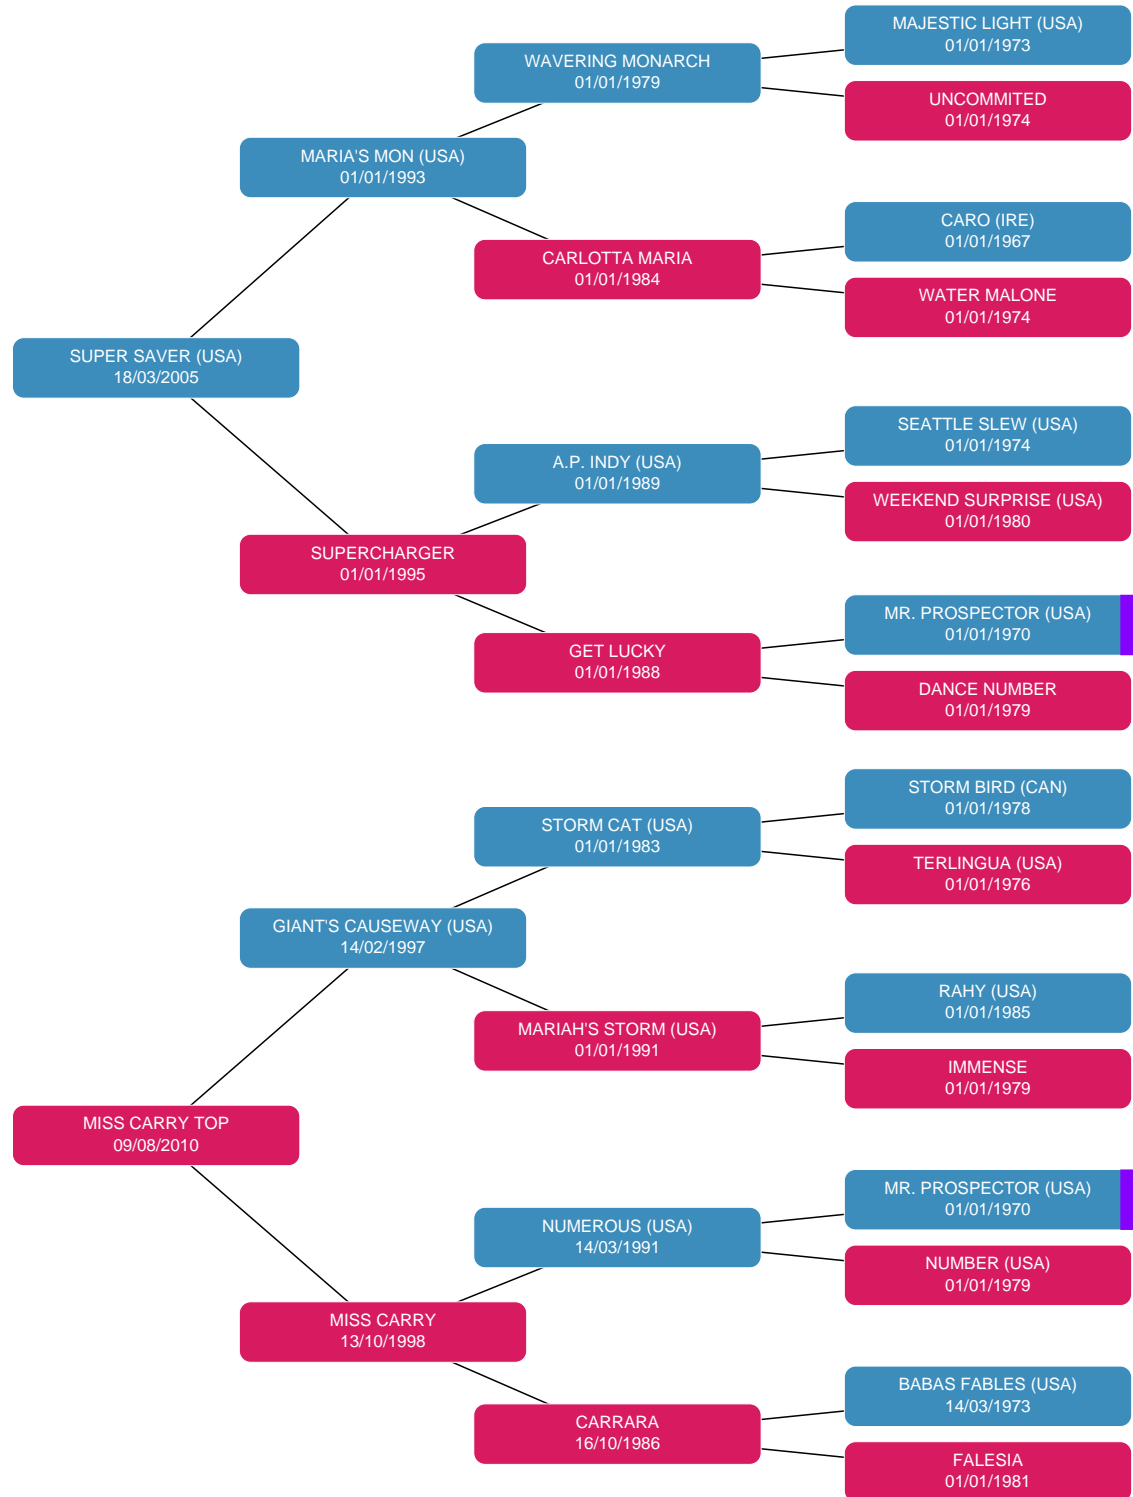 MAJESTIC LIGHT (USA)
01/01/1973
WAVERING MONARCH
01/01/1979
UNCOMMITED
01/01/1974
MARIA'S MON (USA)
01/01/1993
CARO (IRE)
01/01/1967
CARLOTTA MARIA
01/01/1984
WATER MALONE
01/01/1974
SUPER SAVER (USA)
18/03/2005
SEATTLE SLEW (USA)
01/01/1974
A.P. INDY (USA)
01/01/1989
WEEKEND SURPRISE (USA)
01/01/1980
SUPERCHARGER
01/01/1995
MR. PROSPECTOR (USA)
01/01/1970
GET LUCKY
01/01/1988
DANCE NUMBER
01/01/1979
STORM BIRD (CAN)
01/01/1978
STORM CAT (USA)
01/01/1983
TERLINGUA (USA)
01/01/1976
GIANT'S CAUSEWAY (USA)
14/02/1997
RAHY (USA)
01/01/1985
MARIAH'S STORM (USA)
01/01/1991
IMMENSE
01/01/1979
MISS CARRY TOP
09/08/2010
MR. PROSPECTOR (USA)
01/01/1970
NUMEROUS (USA)
14/03/1991
NUMBER (USA)
01/01/1979
MISS CARRY
13/10/1998
BABAS FABLES (USA)
14/03/1973
CARRARA
16/10/1986
FALESIA
01/01/1981